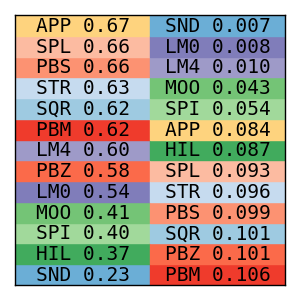 APP 0.67 SND 0.007
SPL 0.66 LM0 0.008
PBS 0.66 LM4 0.010
STR 0.63 MOO 0.043
SQR 0.62 SPI 0.054
PBM 0.62 APP 0.084
LM4 0.60 HIL 0.087
PBZ 0.58 SPL 0.093
LM0 0.54 STR 0.096
MOO 0.41 PBS 0.099
SPI 0.40 SQR 0.101
HIL 0.37 PBZ 0.101
SND 0.23 PBM 0.106